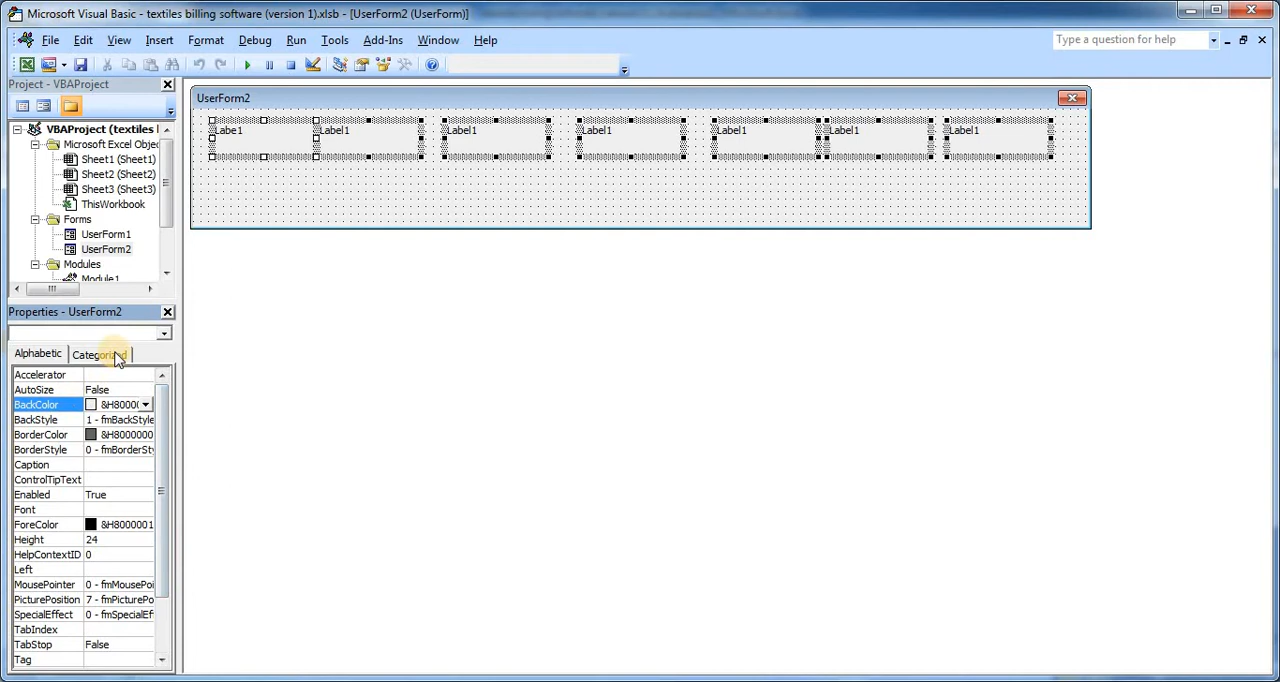 Microsoft Visual Basic - textiles billing software (version 1).xlsb - [UserForm2 (UserForm)]
File Edit View Insert Format Debug Run Tools Add-Ins Window Help
Type a question for help
Project - VBAProject
UserForm2
VBAProject (textiles l
Microsoft Excel Objec
Sheet1 (Sheet1)
Sheet2 (Sheet2)
Sheet3 (Sheet3)
ThisWorkbook
Forms
UserForm1
UserForm2
Modules
Module1
Label1 Label1 Label1 Label1 Label1 Label1 Label1
Properties - UserForm2
Alphabetic Categorized
Accelerator
AutoSize False
BackColor &H8000(
BackStyle 1 - fmBackStyle
BorderColor &H8000000
BorderStyle 0 - fmBorderSty
Caption
ControlTipText
Enabled True
Font
ForeColor &H8000001
Height 24
HelpContextID 0
Left
MousePointer 0 - fmMousePoi
PicturePosition 7 - fmPicturePo
SpecialEffect 0 - fmSpecialEff
TabIndex
TabStop False
Tag